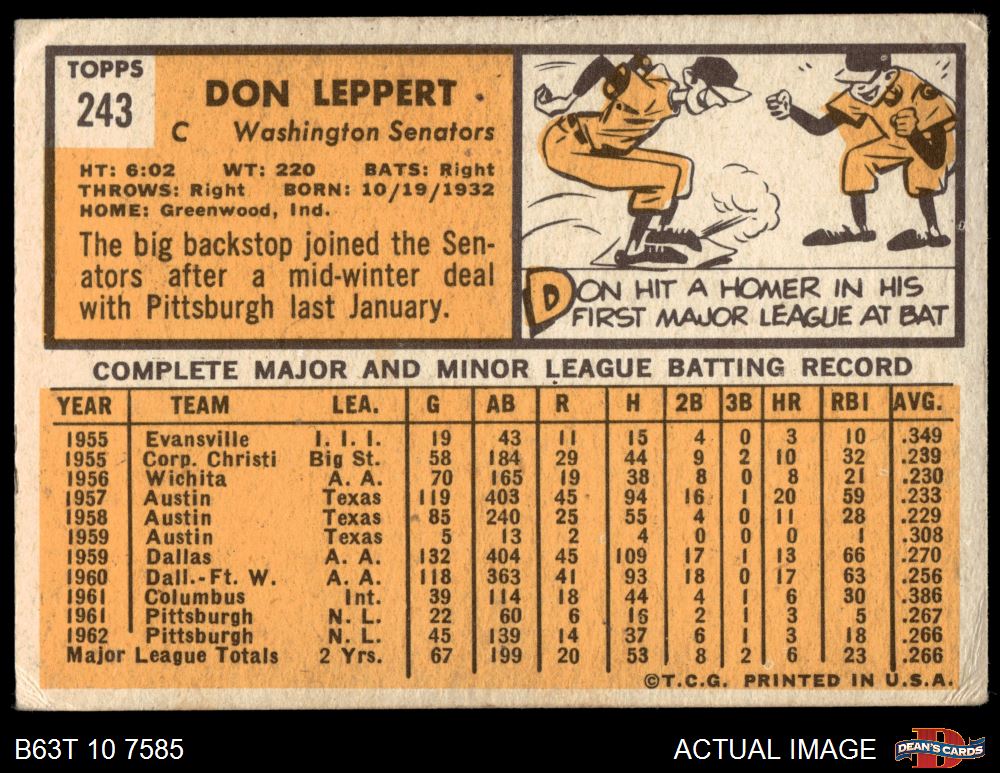 TOPPS
243
DON LEPPERT
C Washington Senators
HT: 6:02 WT: 220 BATS: Right
THROWS: Right BORN: 10/19/1932
HOME: Greenwood, Ind.
The big backstop joined the Sen-
ators after a mid-winter deal
with Pittsburgh last January.
DON HIT A HOMER IN HIS
FIRST MAJOR LEAGUE AT BAT
COMPLETE MAJOR AND MINOR LEAGUE BATTING RECORD
YEAR TEAM LEA. G AB R H 2B 3B HR RBI AVG.
1955 Evansville I. I. I. 19 43 11 15 4 0 3 10 .349
1955 Corp. Christi Big St. 58 184 29 44 9 2 10 32 .239
1956 Wichita A. A. 70 165 19 38 8 0 8 21 .230
1957 Austin Texas 119 403 45 94 16 1 20 59 .233
1958 Austin Texas 85 240 25 55 4 0 11 28 .229
1959 Austin Texas 5 13 2 4 0 0 0 1 .308
1959 Dallas A. A. 132 404 45 109 17 1 13 66 .270
1960 Dall.-Ft. W. A. A. 118 363 41 93 18 0 17 63 .256
1961 Columbus Int. 39 114 18 44 4 1 6 30 .386
1961 Pittsburgh N. L. 22 60 6 16 2 1 3 5 .267
1962 Pittsburgh N. L. 45 139 14 37 6 1 3 18 .266
Major League Totals 2 Yrs. 67 199 20 53 8 2 6 23 .266
©T.C.G. PRINTED IN U.S.A.
B63T 10 7585
ACTUAL IMAGE
DEAN'S CARDS